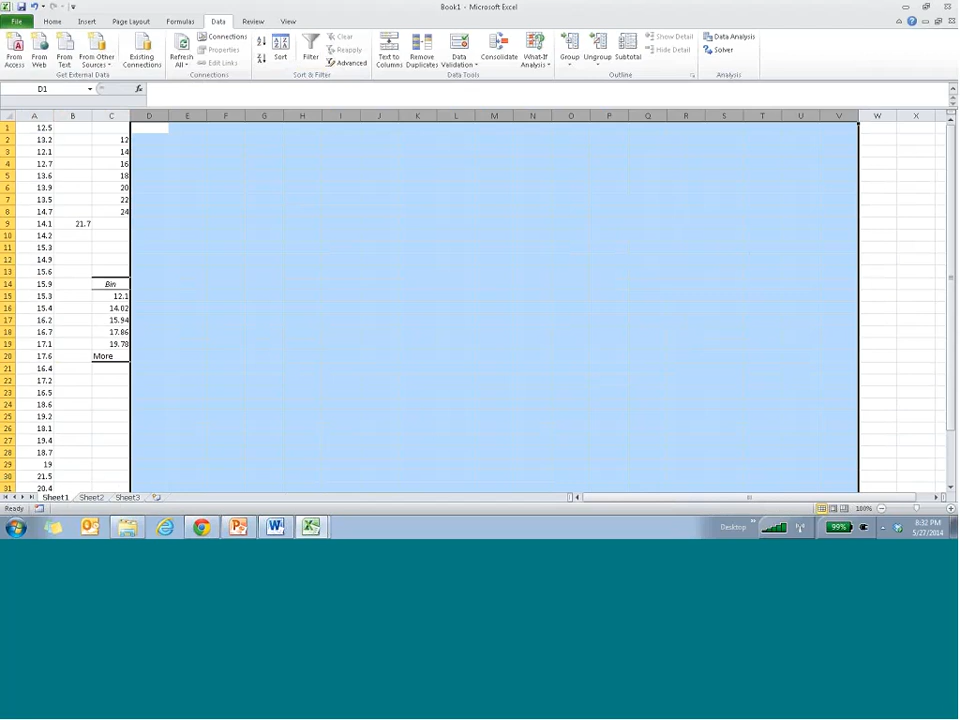 Book1 - Microsoft Excel
File Home Insert Page Layout Formulas Data Review View
From Access From Web From Text From Other Sources Existing Connections Refresh All Connections Properties Edit Links Sort Filter Clear Reapply Advanced Text to Columns Remove Duplicates Data Validation Consolidate What-If Analysis Group Ungroup Subtotal Show Detail Hide Detail Data Analysis Solver
Get External Data Connections Sort & Filter Data Tools Outline Analysis
D1 fx
A B C D E F G H I J K L M N O P Q R S T U V W X
1 12.5
2 13.2 12
3 12.1 14
4 12.7 16
5 13.6 18
6 13.9 20
7 13.5 22
8 14.7 24
9 14.1 21.7
10 14.2
11 15.3
12 14.9
13 15.6
14 15.9 Bin
15 15.3 12.1
16 15.4 14.02
17 16.2 15.94
18 16.7 17.86
19 17.1 19.78
20 17.6 More
21 16.4
22 17.2
23 16.5
24 18.6
25 19.2
26 18.1
27 19.4
28 18.7
29 19
30 21.5
31 20.4
Sheet1 Sheet2 Sheet3
Ready 100%
Desktop 99% 8:32 PM
5/27/2014